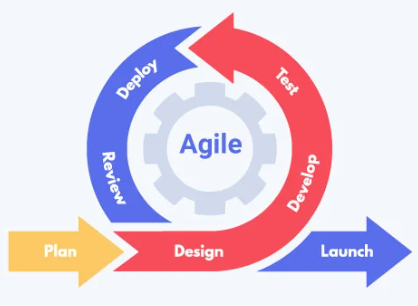 Plan
Design
Develop
Test
Deploy
Review
Launch
Agile